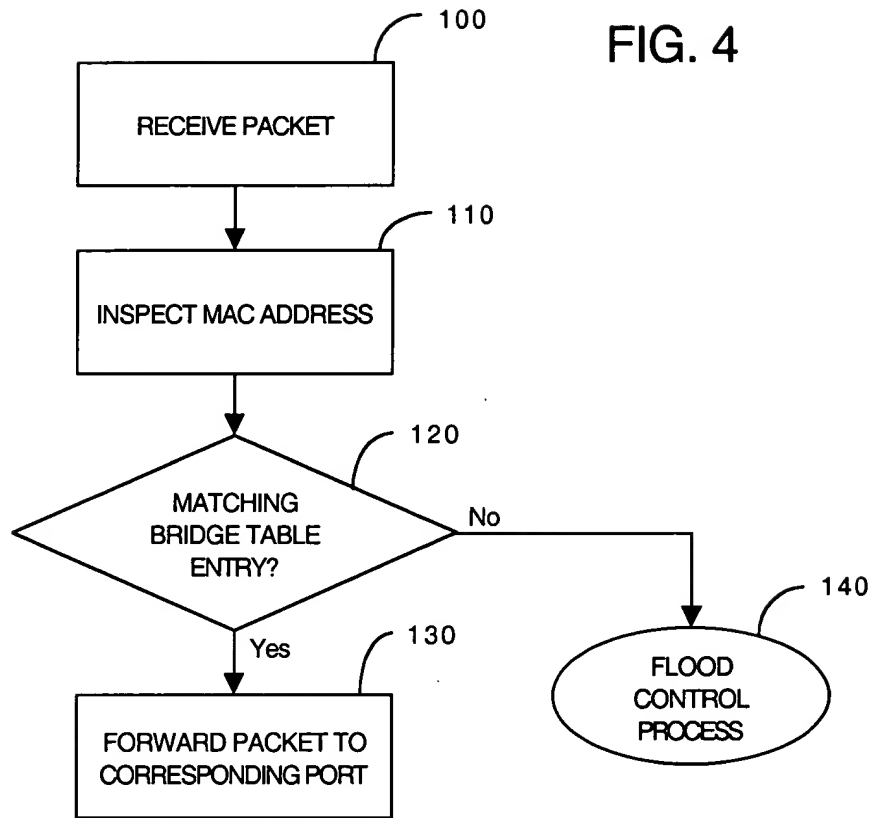 FIG. 4
100
RECEIVE PACKET
110
INSPECT MAC ADDRESS
120
MATCHING
BRIDGE TABLE
ENTRY?
No
Yes
130
FORWARD PACKET TO
CORRESPONDING PORT
140
FLOOD
CONTROL
PROCESS